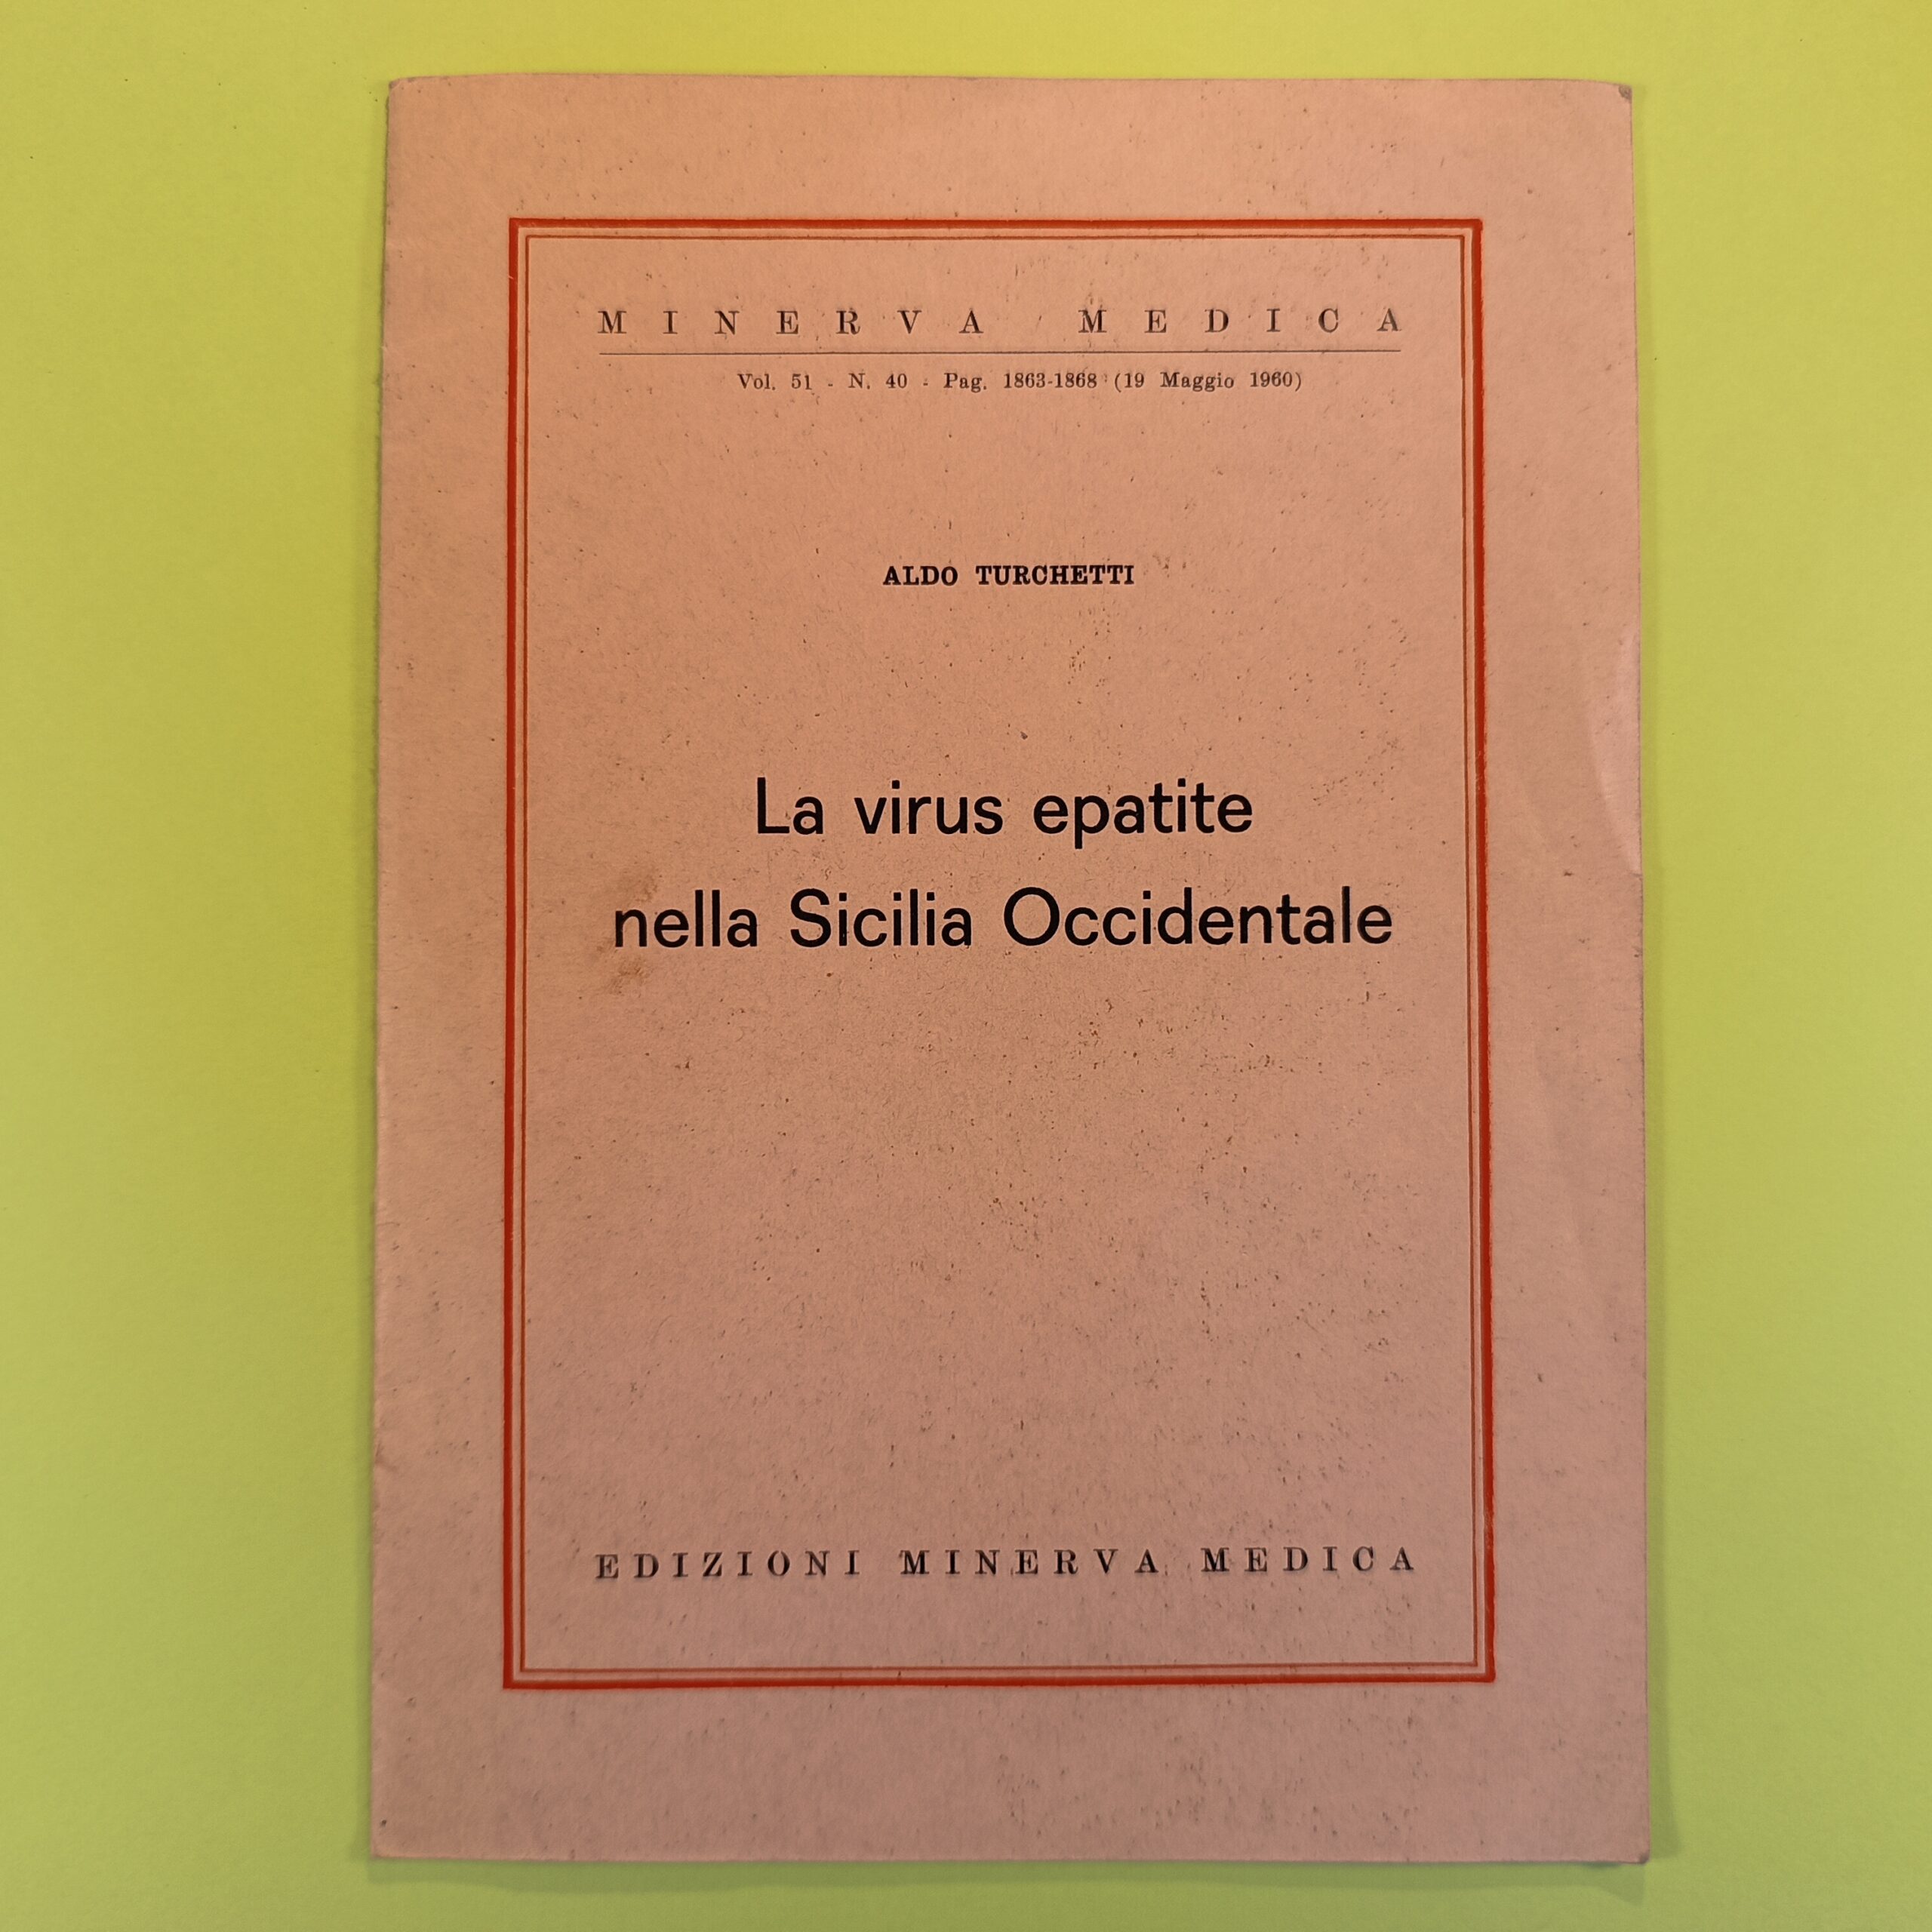 MINERVA MEDICA
Vol. 51 - N. 40 - Pag. 1863-1868 (19 Maggio 1960)
ALDO TURCHETTI
La virus epatite
nella Sicilia Occidentale
EDIZIONI MINERVA MEDICA